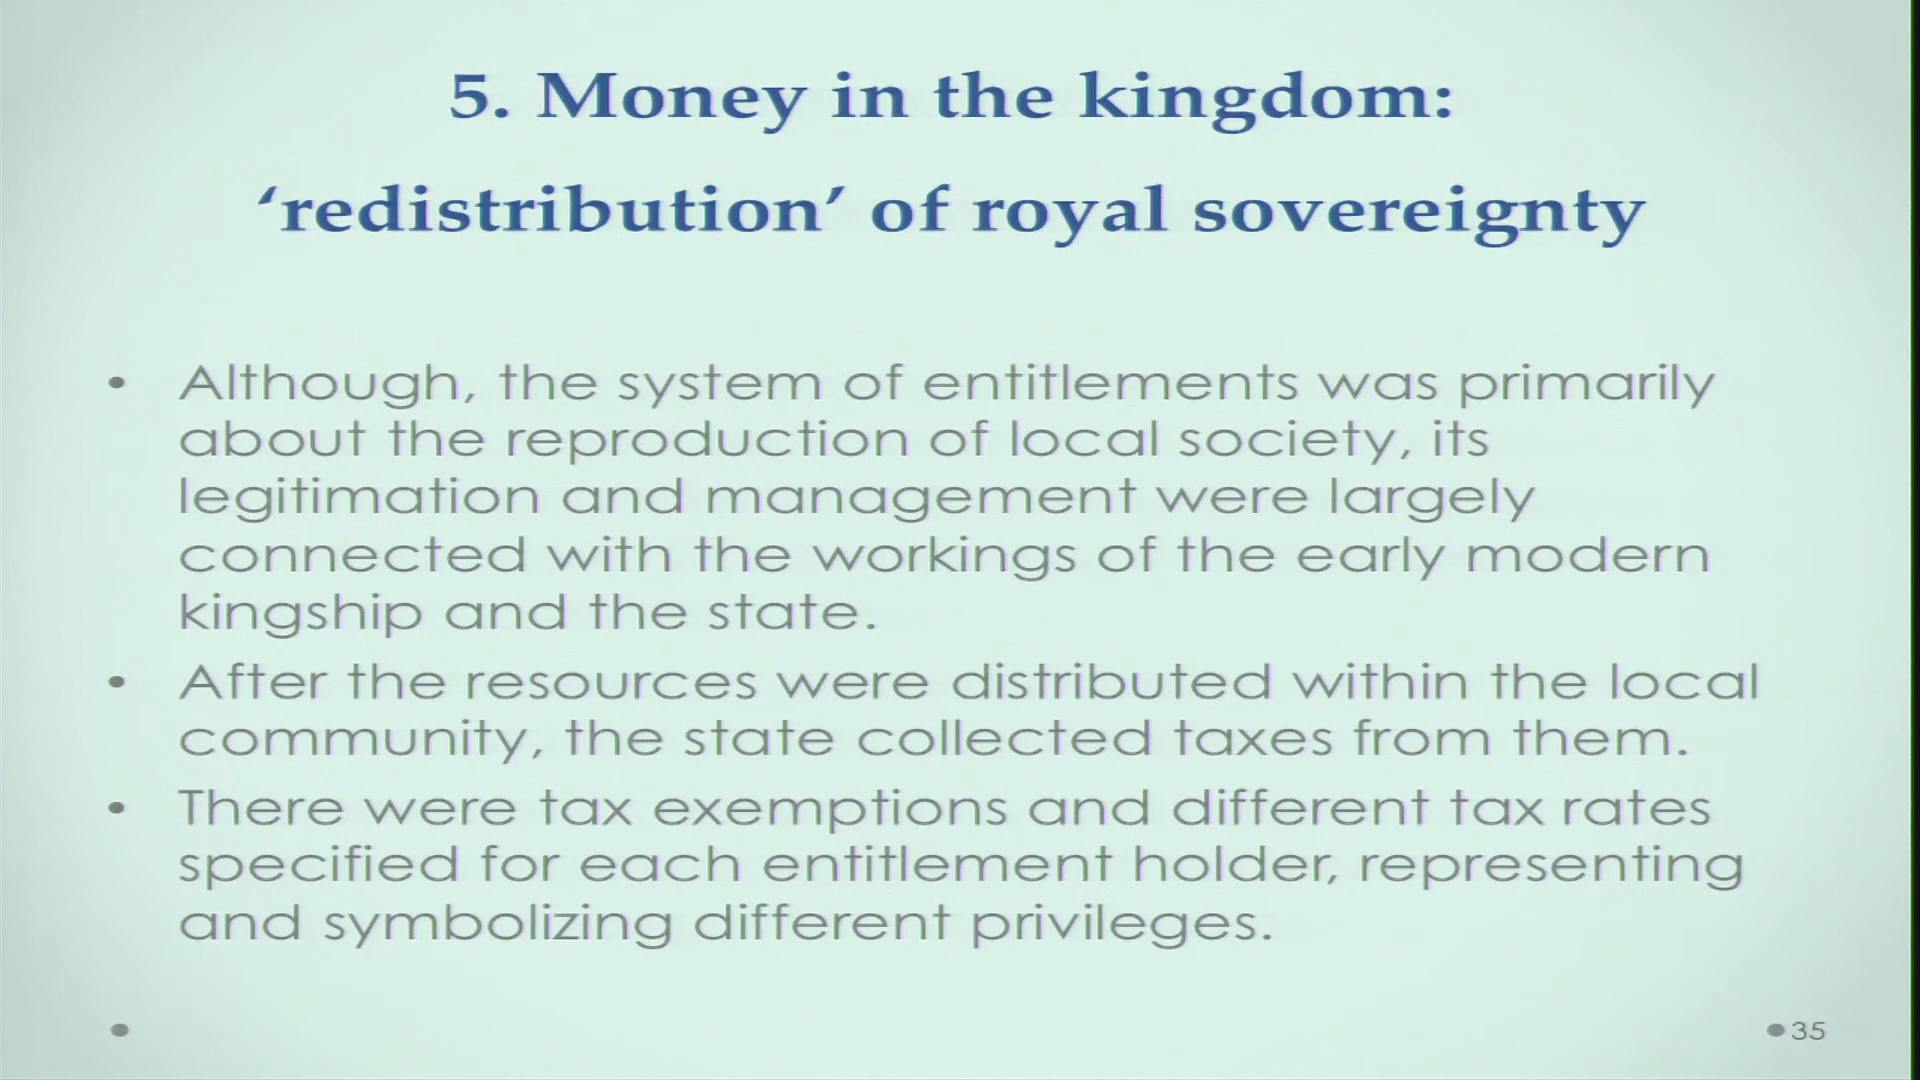 5. Money in the kingdom:
‘redistribution’ of royal sovereignty
• Although, the system of entitlements was primarily
about the reproduction of local society, its
legitimation and management were largely
connected with the workings of the early modern
kingship and the state.
• After the resources were distributed within the local
community, the state collected taxes from them.
• There were tax exemptions and different tax rates
specified for each entitlement holder, representing
and symbolizing different privileges.
35